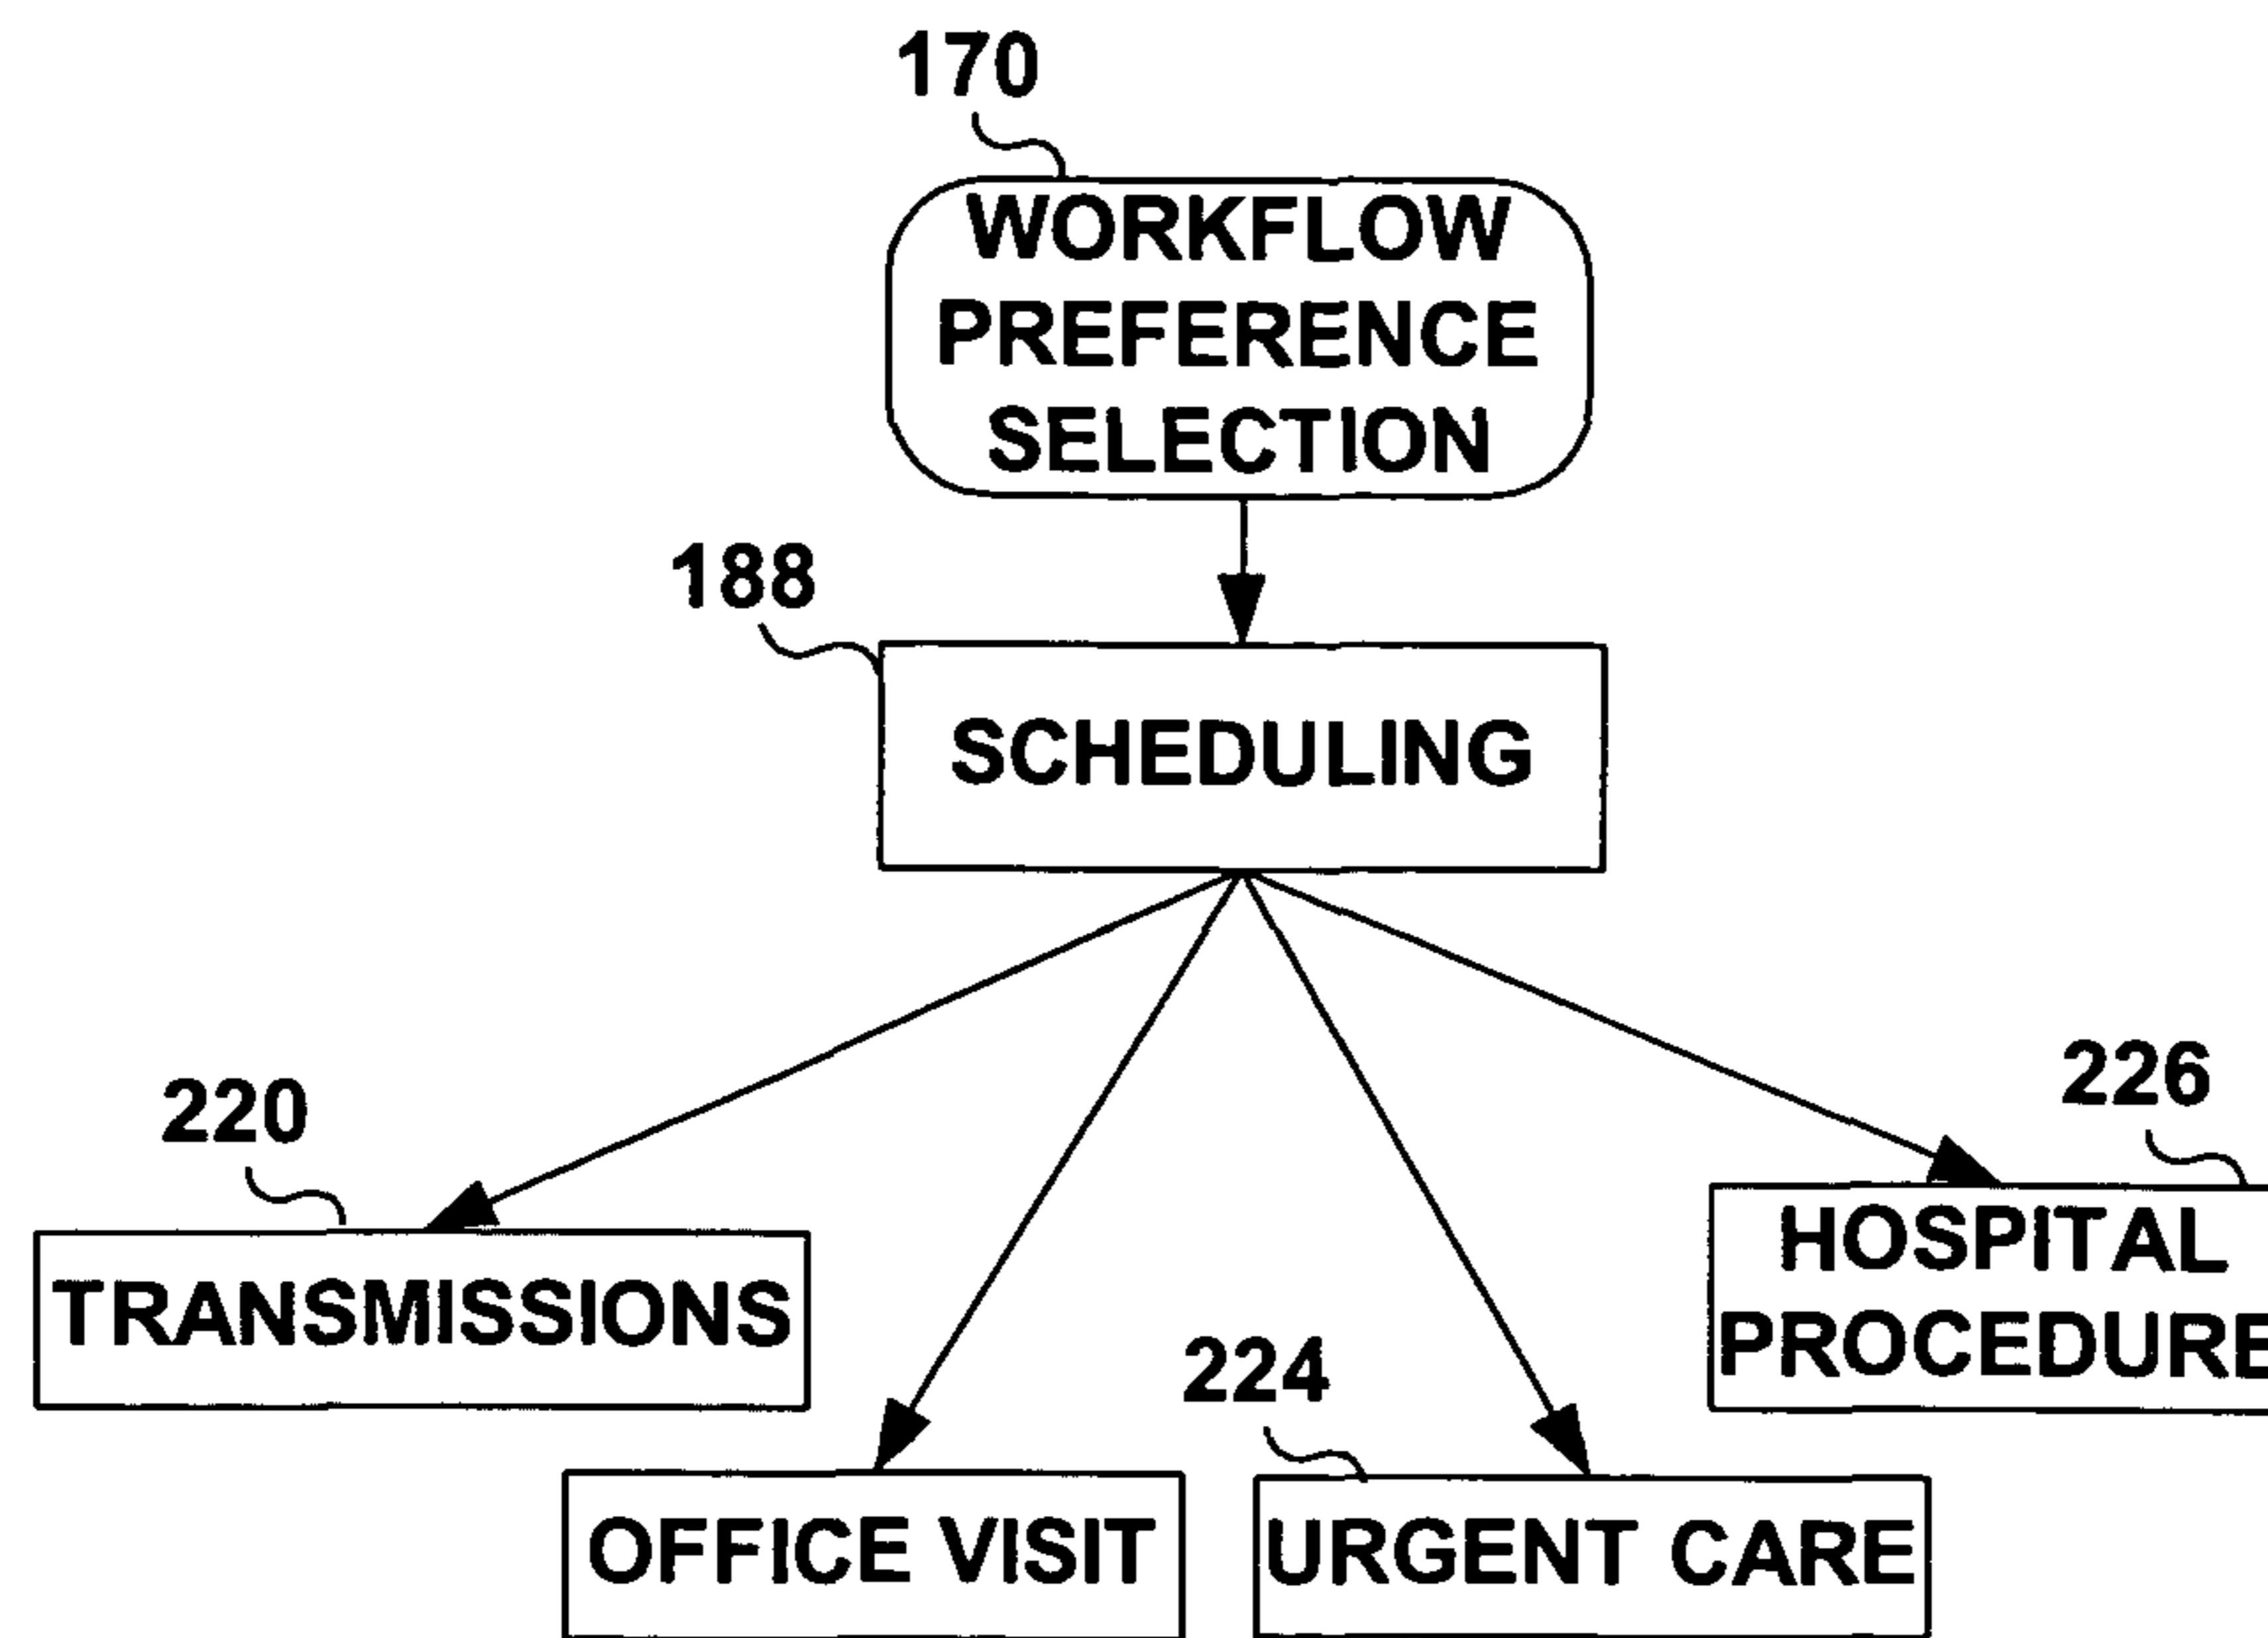 170
WORKFLOW
PREFERENCE
SELECTION
188
SCHEDULING
220
TRANSMISSIONS
226
HOSPITAL
PROCEDURE
224
OFFICE VISIT
URGENT CARE